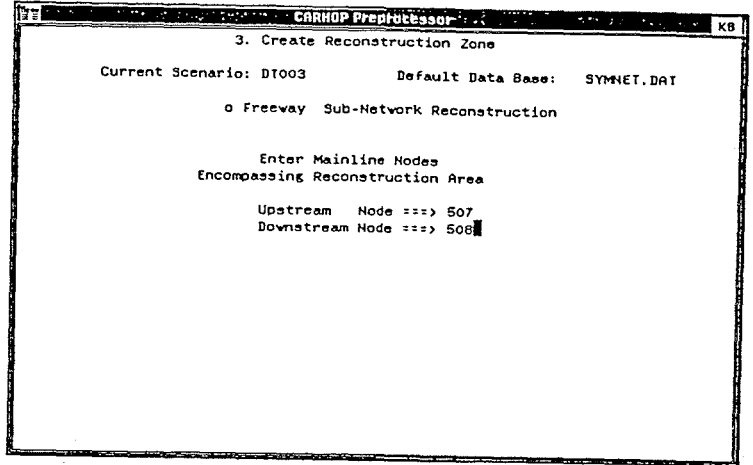 CARHOP Preprocessor
KB
3. Create Reconstruction Zone
Current Scenario: DT003 Default Data Base: SYMNET.DAT
o Freeway Sub-Network Reconstruction
Enter Mainline Nodes
Encompassing Reconstruction Area
Upstream Node ===> 507
Downstream Node ===> 508